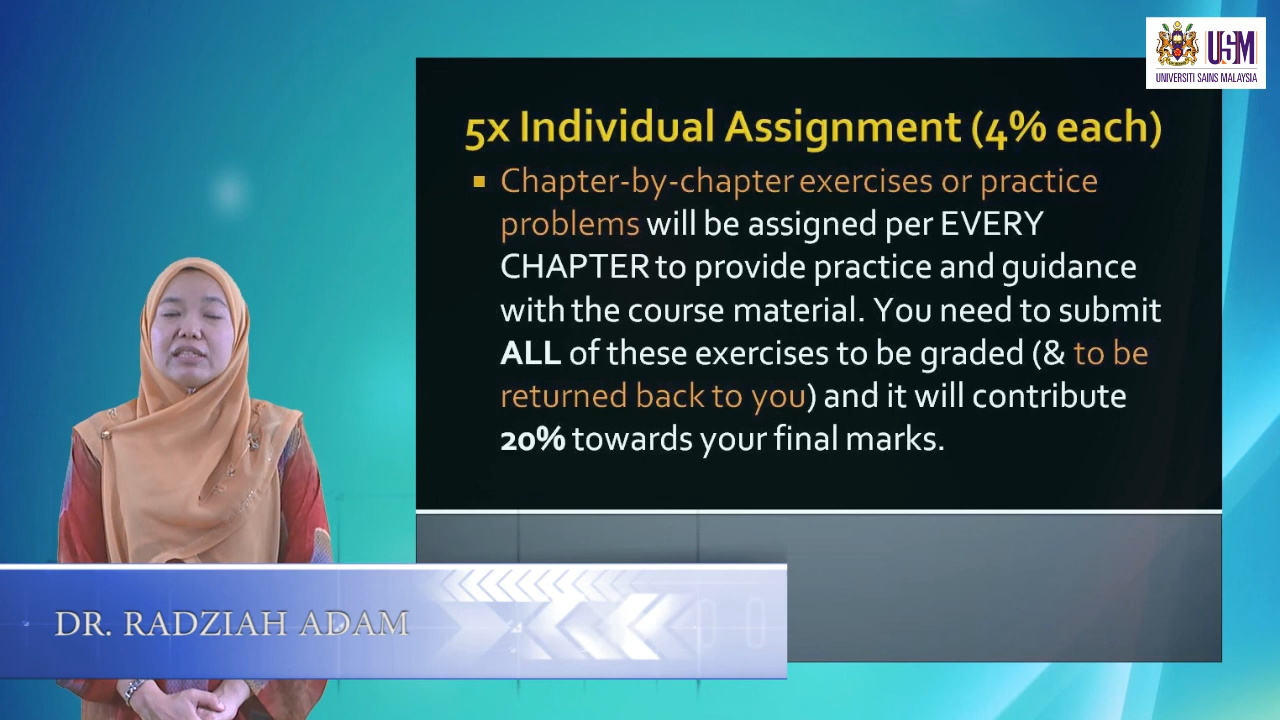 USM
UNIVERSITI SAINS MALAYSIA
5x Individual Assignment (4% each)
Chapter-by-chapter exercises or practice
problems will be assigned per EVERY
CHAPTER to provide practice and guidance
with the course material. You need to submit
ALL of these exercises to be graded (& to be
returned back to you) and it will contribute
20% towards your final marks.
DR. RADZIAH ADAM